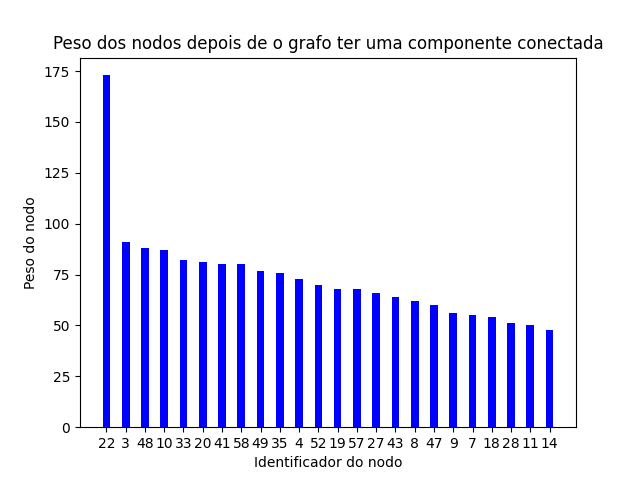 Peso dos nodos depois de o grafo ter uma componente conectada
175
150
125
100
75
50
25
0
Peso do nodo
22 3 48 10 33 20 41 58 49 35 4 52 19 57 27 43 8 47 9 7 18 28 11 14
Identificador do nodo